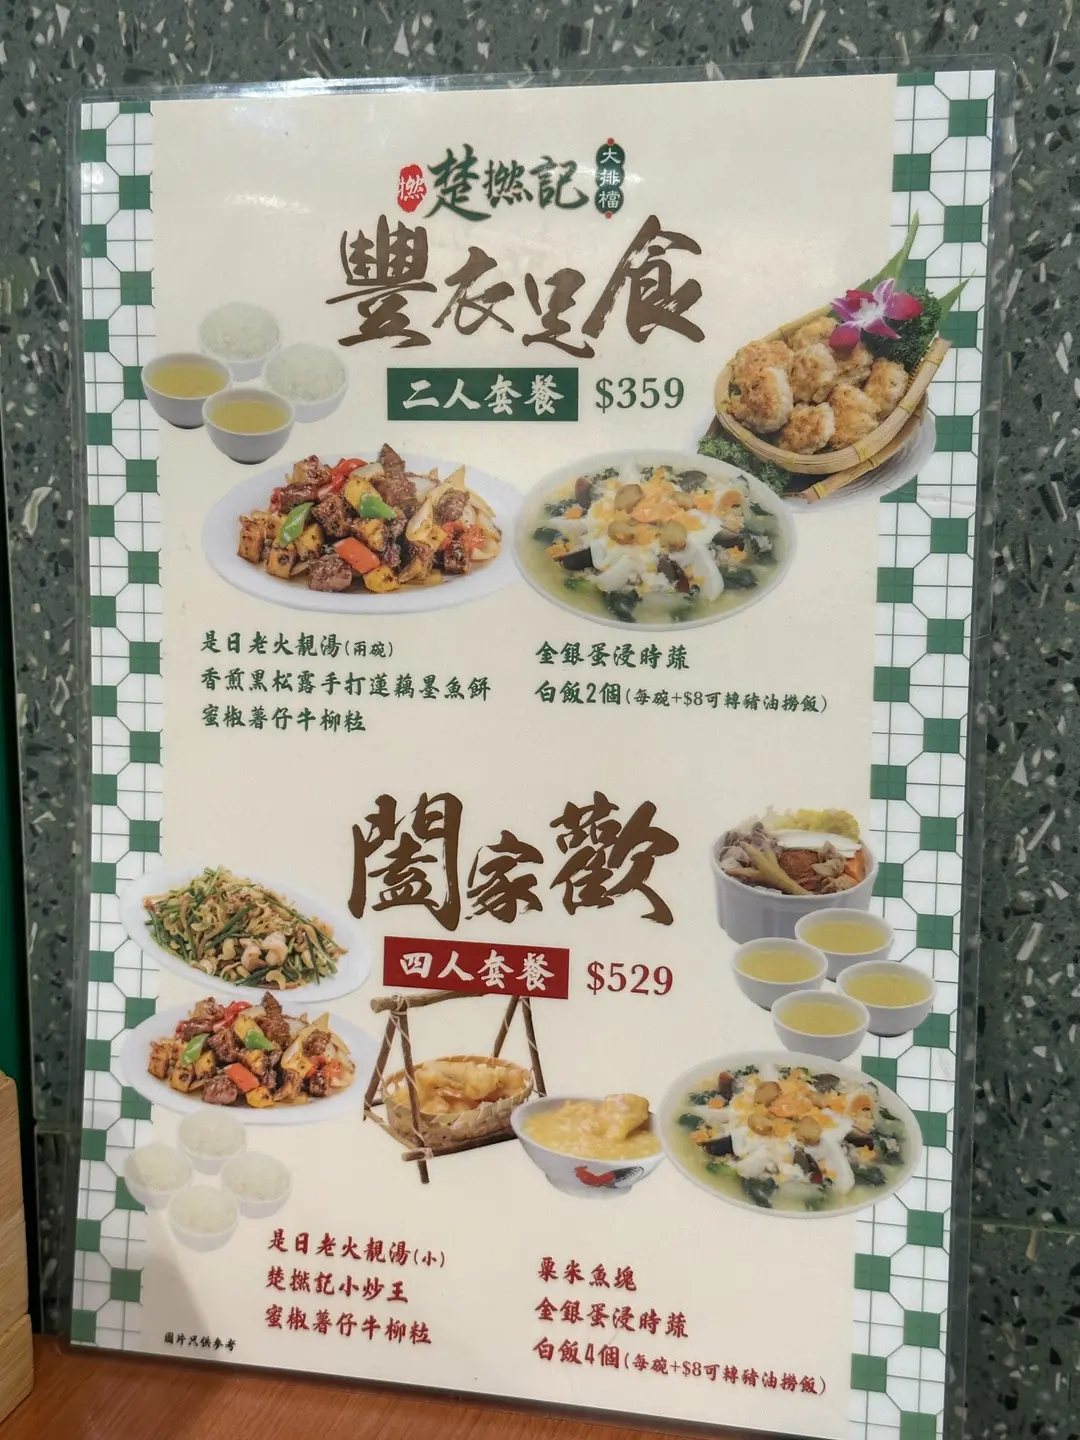 撚 楚撚記 大排檔
豐衣足食
二人套餐 $359
是日老火靚湯(兩碗)
香煎黑松露手打蓮藕墨魚餅
蜜椒薯仔牛柳粒
金銀蛋浸時蔬
白飯2個(每碗+$8可轉豬油撈飯)
闔家歡
四人套餐 $529
是日老火靚湯(小)
楚撚記小炒王
蜜椒薯仔牛柳粒
粟米魚塊
金銀蛋浸時蔬
白飯4個(每碗+$8可轉豬油撈飯)
圖片只供參考